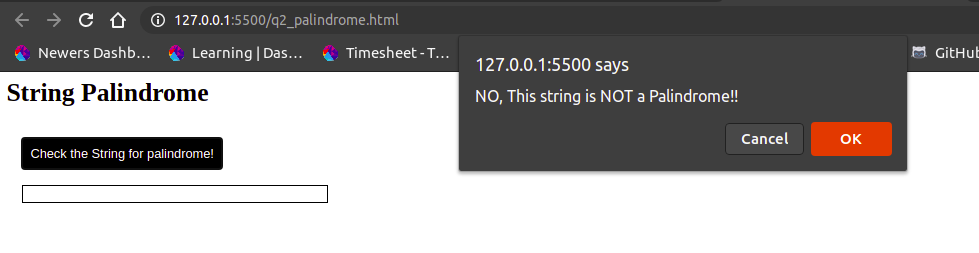 127.0.0.1:5500/q2_palindrome.html
Newers Dashb... Learning | Das... Timesheet - T... GitHub
127.0.0.1:5500 says
NO, This string is NOT a Palindrome!!
Cancel OK
String Palindrome
Check the String for palindrome!